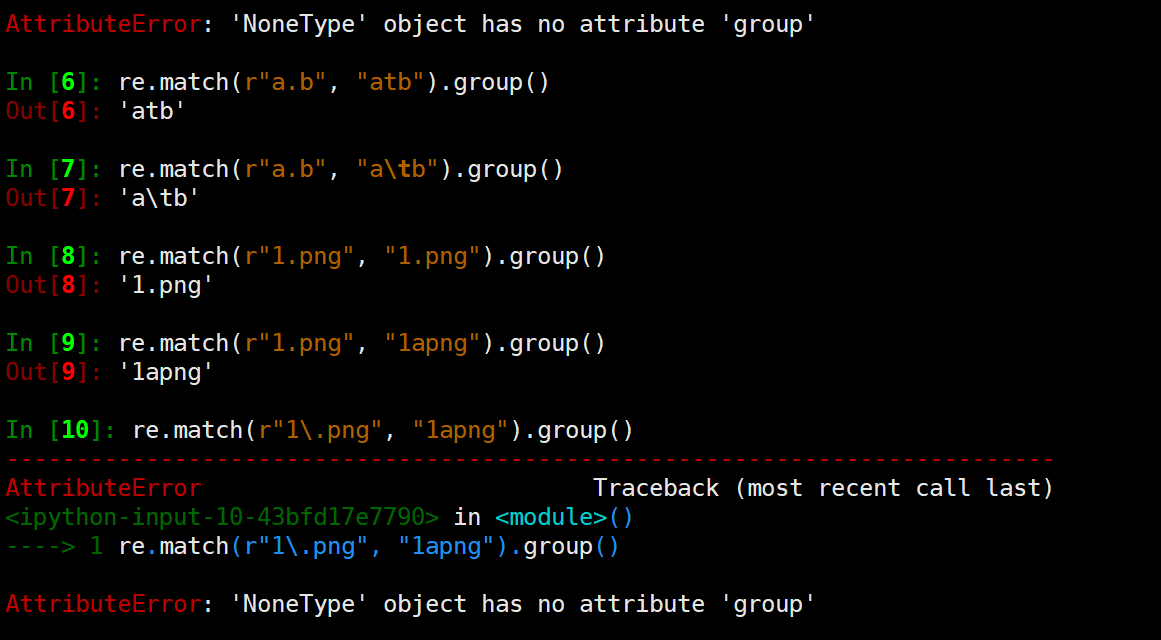 AttributeError: 'NoneType' object has no attribute 'group'
In [6]: re.match(r"a.b", "atb").group()
Out[6]: 'atb'
In [7]: re.match(r"a.b", "a\tb").group()
Out[7]: 'a\tb'
In [8]: re.match(r"1.png", "1.png").group()
Out[8]: '1.png'
In [9]: re.match(r"1.png", "1apng").group()
Out[9]: '1apng'
In [10]: re.match(r"1\.png", "1apng").group()
---------------------------------------------------------------------------
AttributeError                            Traceback (most recent call last)
<ipython-input-10-43bfd17e7790> in <module>()
----> 1 re.match(r"1\.png", "1apng").group()
AttributeError: 'NoneType' object has no attribute 'group'